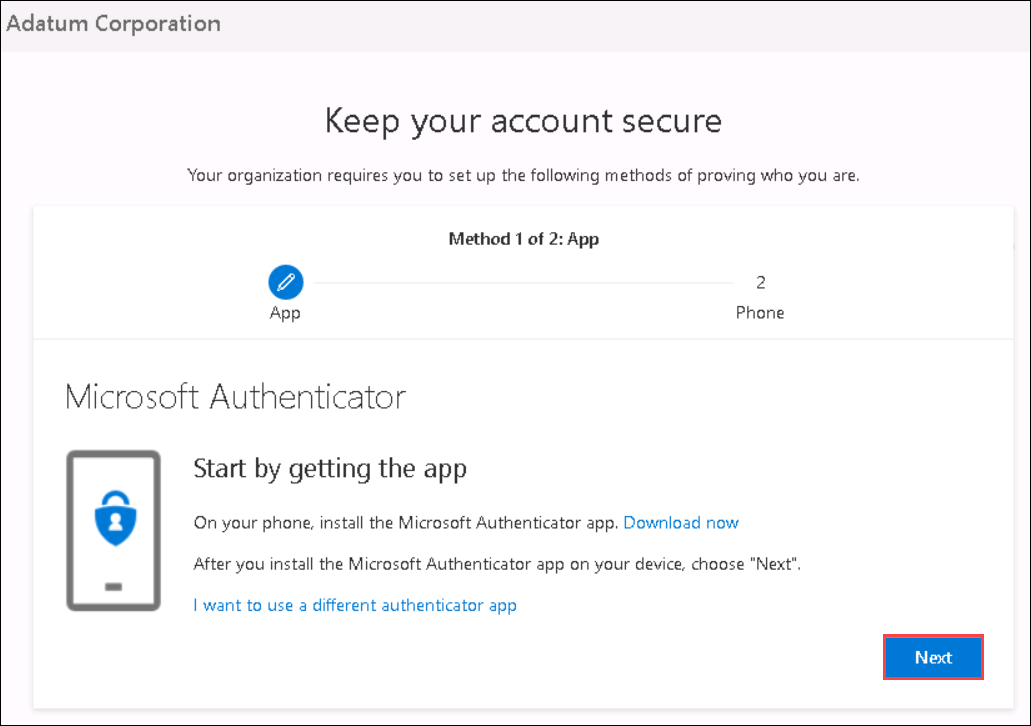 Adatum Corporation
Keep your account secure
Your organization requires you to set up the following methods of proving who you are.
Method 1 of 2: App
2
App
Phone
Microsoft Authenticator
Start by getting the app
On your phone, install the Microsoft Authenticator app. Download now
After you install the Microsoft Authenticator app on your device, choose "Next".
I want to use a different authenticator app
Next